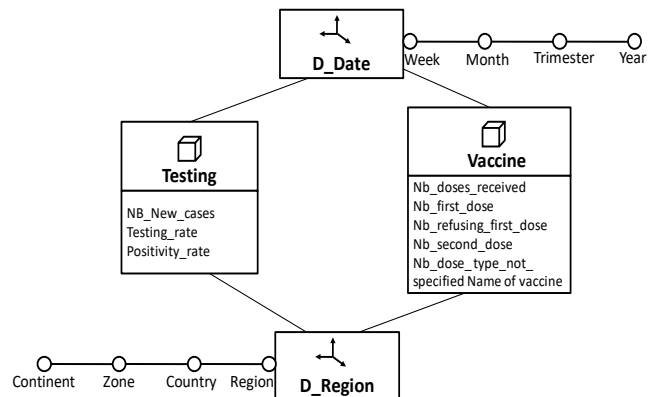 D_Date
Week Month Trimester Year
Testing
NB_New_cases
Testing_rate
Positivity_rate
Vaccine
Nb_doses_received
Nb_first_dose
Nb_refusing_first_dose
Nb_second_dose
Nb_dose_type_not_
specified Name of vaccine
Continent Zone Country Region
D_Region